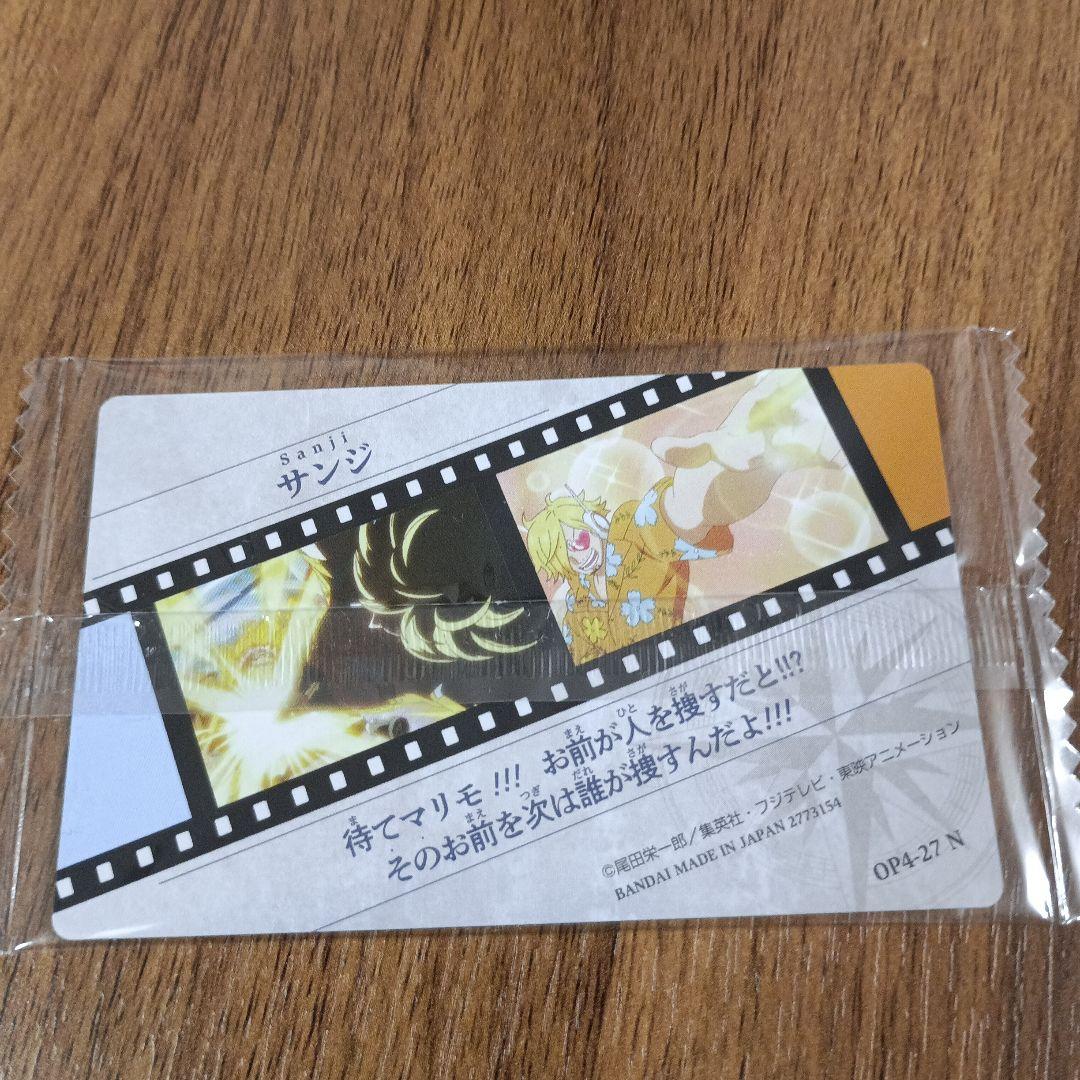 Sanji
サンジ
待てマリモ!!! お前が人を捜すだと!!?
そのお前を次は誰が捜すんだよ!!!
©尾田栄一郎/集英社・フジテレビ・東映アニメーション
BANDAI MADE IN JAPAN 2773154
OP4-27 N